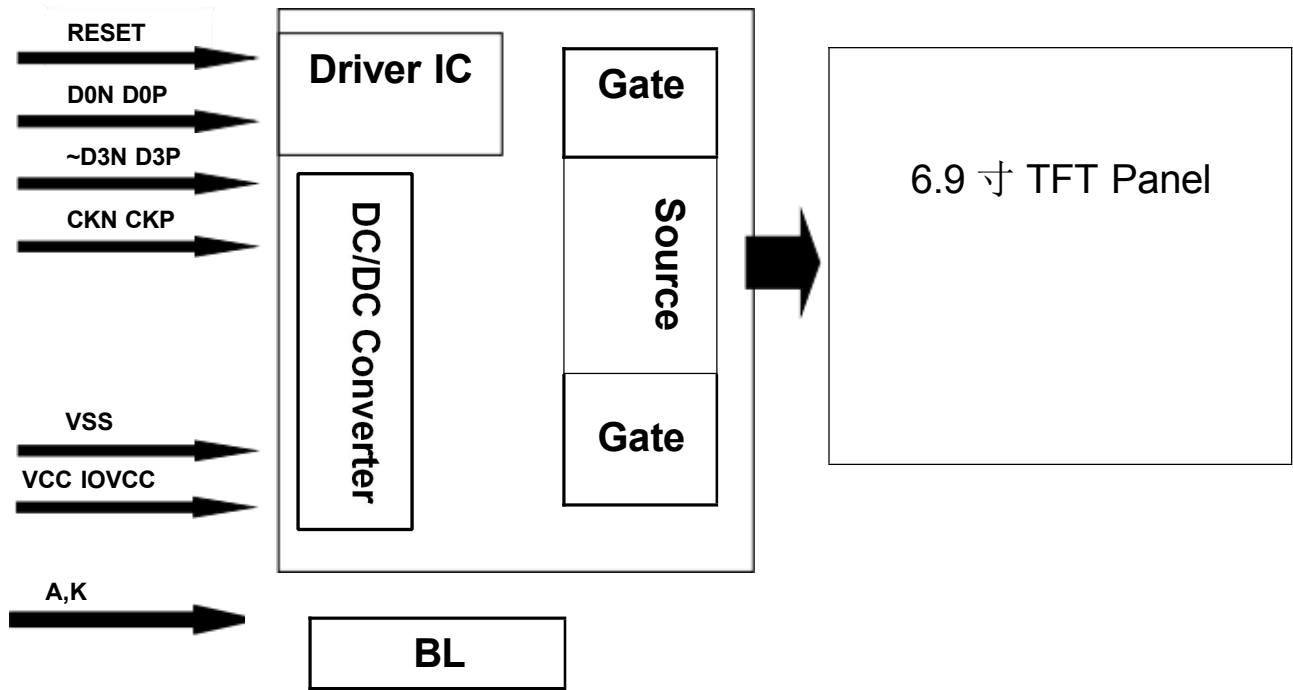 RESET
D0N D0P
~D3N D3P
CKN CKP
VSS
VCC IOVCC
A,K
Driver IC
DC/DC Converter
Gate
Source
Gate
BL
6.9 寸 TFT Panel